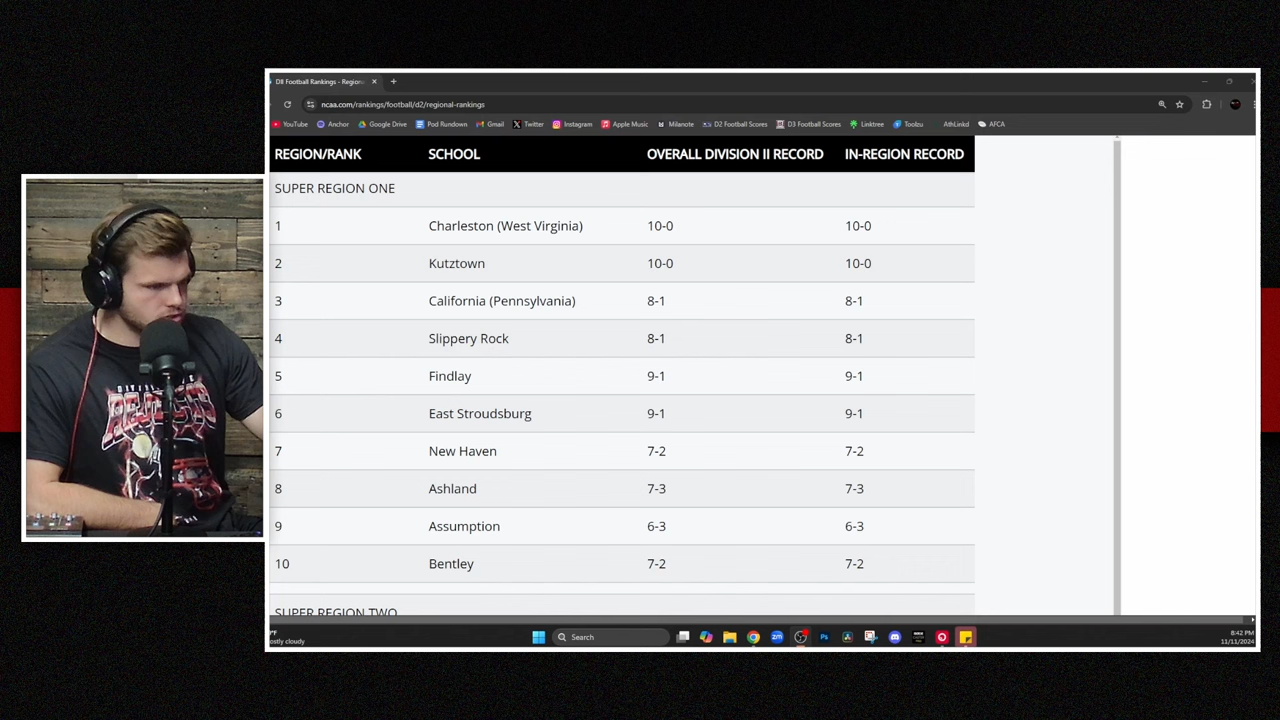 DII Football Rankings - Region
ncaa.com/rankings/football/d2/regional-rankings
YouTube Anchor Google Drive Pod Rundown Gmail Twitter Instagram Apple Music Milanote D2 Football Scores D3 Football Scores Linktree Toolzu AthLinkd AFCA
REGION/RANK SCHOOL OVERALL DIVISION II RECORD IN-REGION RECORD
SUPER REGION ONE
1 Charleston (West Virginia) 10-0 10-0
2 Kutztown 10-0 10-0
3 California (Pennsylvania) 8-1 8-1
4 Slippery Rock 8-1 8-1
5 Findlay 9-1 9-1
6 East Stroudsburg 9-1 9-1
7 New Haven 7-2 7-2
8 Ashland 7-3 7-3
9 Assumption 6-3 6-3
10 Bentley 7-2 7-2
SUPER REGION TWO
Search
8:42 PM
11/11/2024